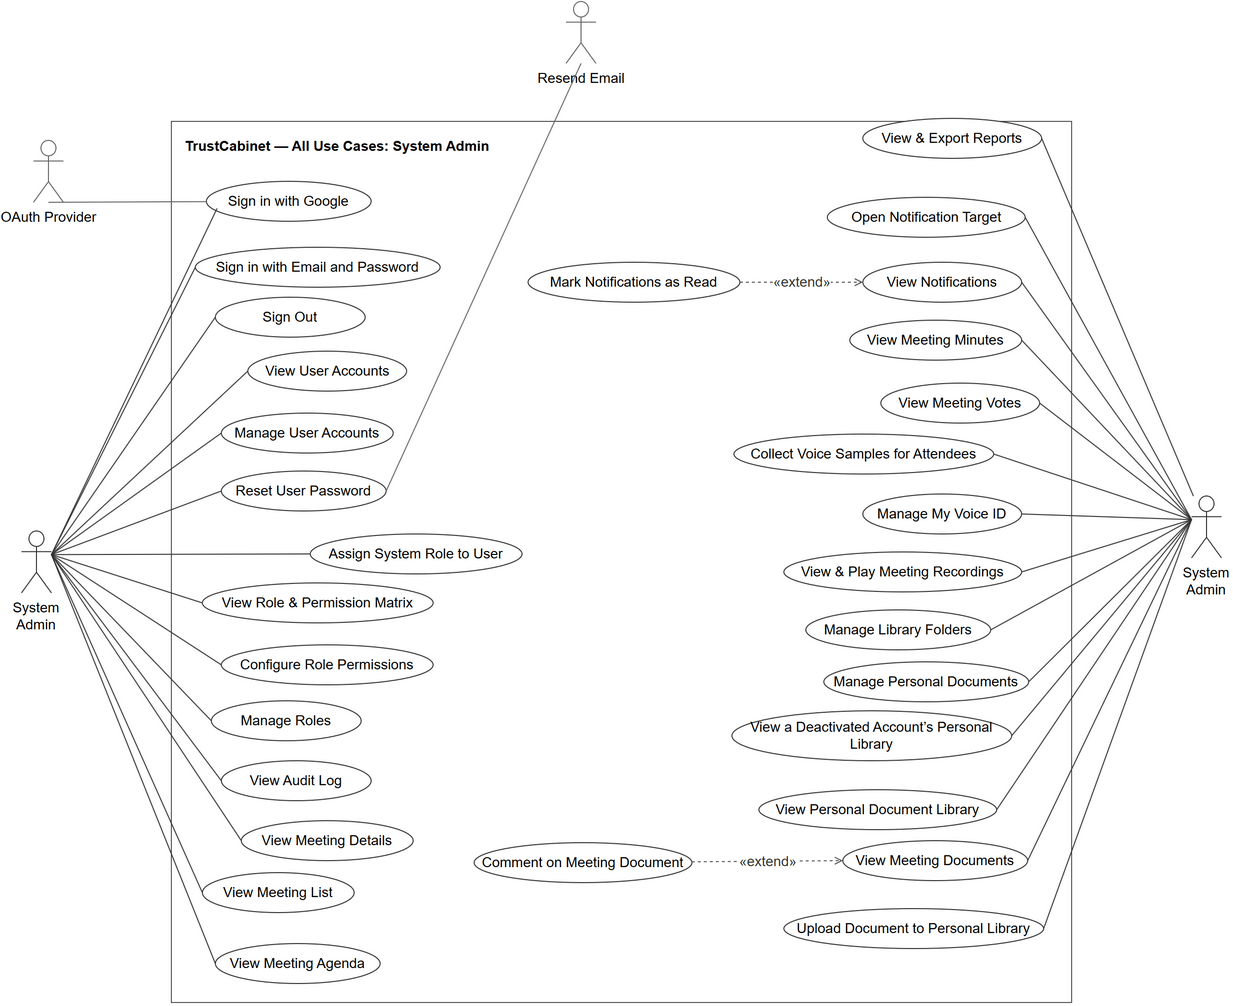 Resend Email
TrustCabinet — All Use Cases: System Admin
OAuth Provider
Sign in with Google
Sign in with Email and Password
Sign Out
View User Accounts
Manage User Accounts
Reset User Password
Assign System Role to User
View Role & Permission Matrix
Configure Role Permissions
Manage Roles
View Audit Log
View Meeting Details
View Meeting List
View Meeting Agenda
System
Admin
View & Export Reports
Open Notification Target
Mark Notifications as Read
«extend»
View Notifications
View Meeting Minutes
View Meeting Votes
Collect Voice Samples for Attendees
Manage My Voice ID
View & Play Meeting Recordings
Manage Library Folders
Manage Personal Documents
View a Deactivated Account’s Personal
Library
View Personal Document Library
Comment on Meeting Document
«extend»
View Meeting Documents
Upload Document to Personal Library
System
Admin